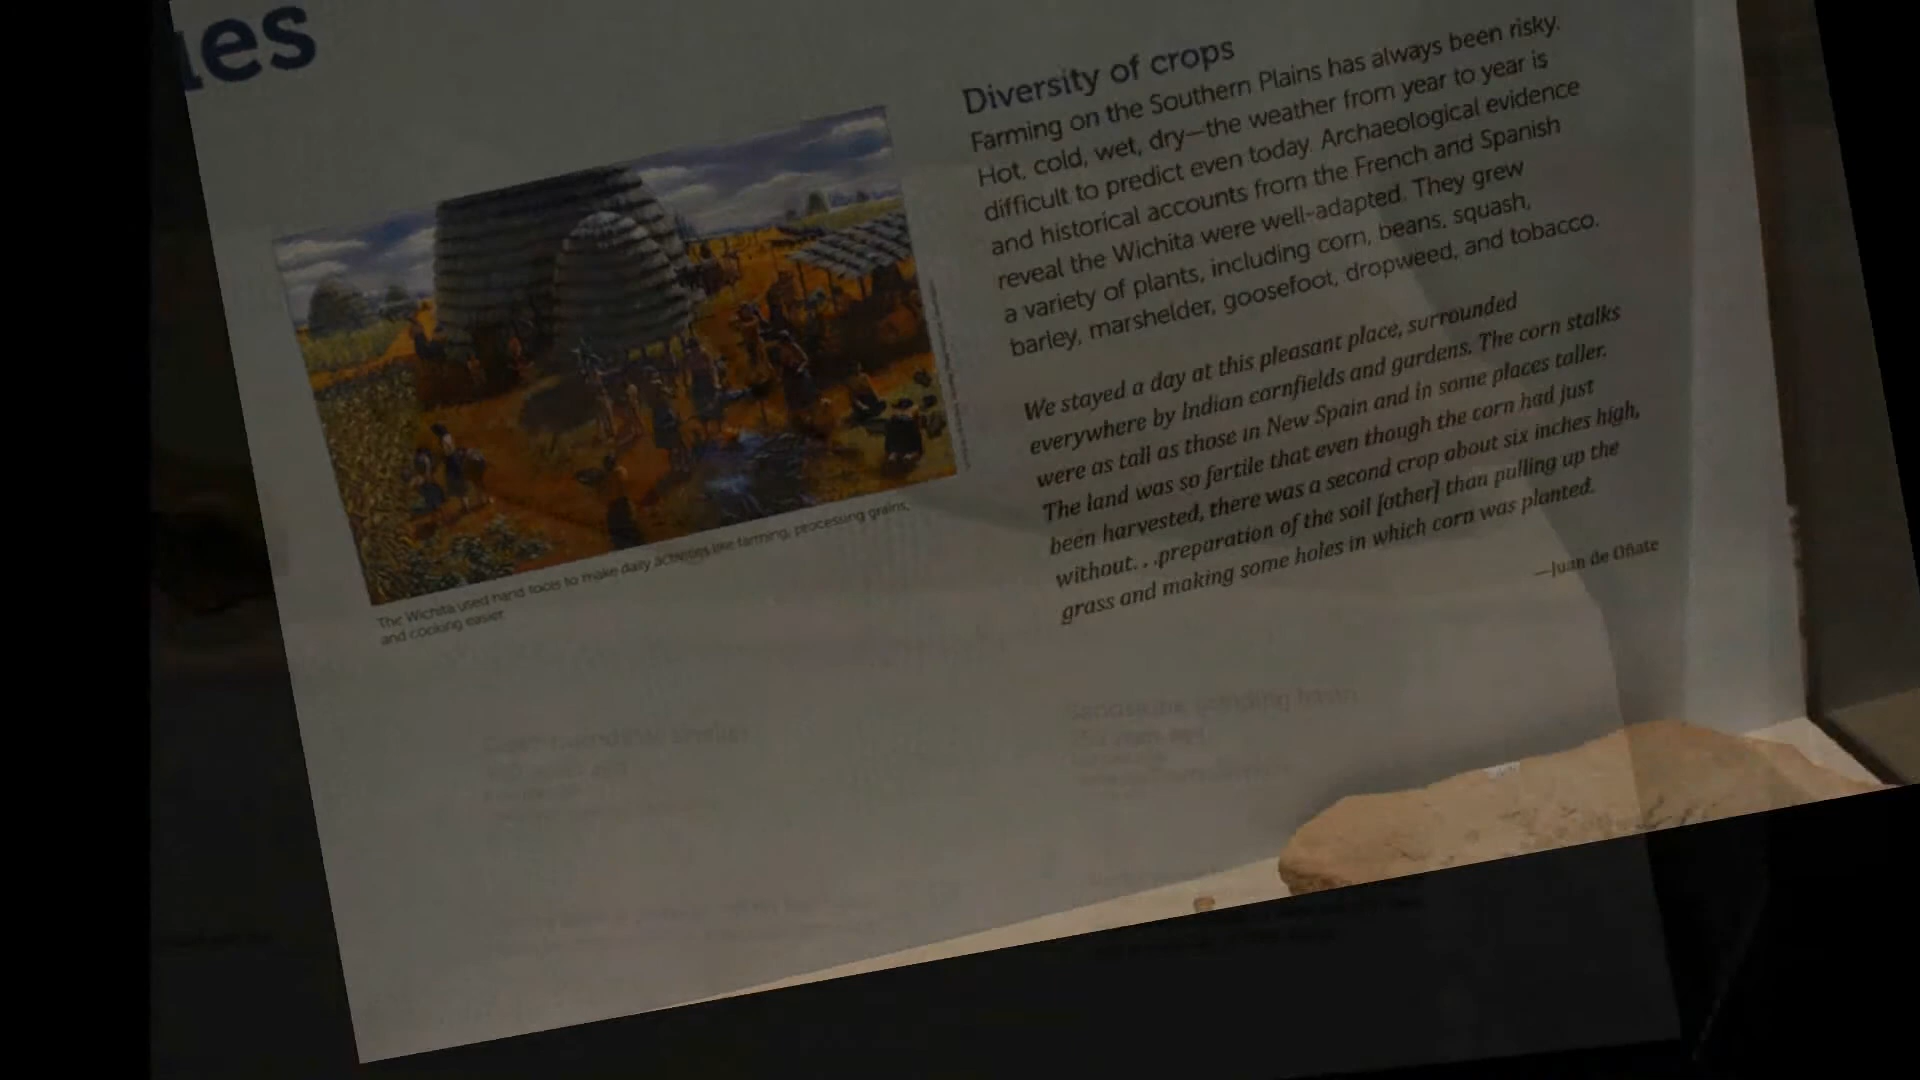 ies
Diversity of crops
Farming on the Southern Plains has always been risky.
Hot, cold, wet, dry—the weather from year to year is
difficult to predict even today. Archaeological evidence
and historical accounts from the French and Spanish
reveal the Wichita were well-adapted. They grew
a variety of plants, including corn, beans, squash,
barley, marshelder, goosefoot, dropweed, and tobacco.
We stayed a day at this pleasant place, surrounded
everywhere by Indian cornfields and gardens. The corn stalks
were as tall as those in New Spain and in some places taller.
The land was so fertile that even though the corn had just
been harvested, there was a second crop about six inches high,
without. . .preparation of the soil [other] than pulling up the
grass and making some holes in which corn was planted.
—Juan de Oñate
The Wichita used hand tools to make daily activities like farming, processing grains,
and cooking easier.